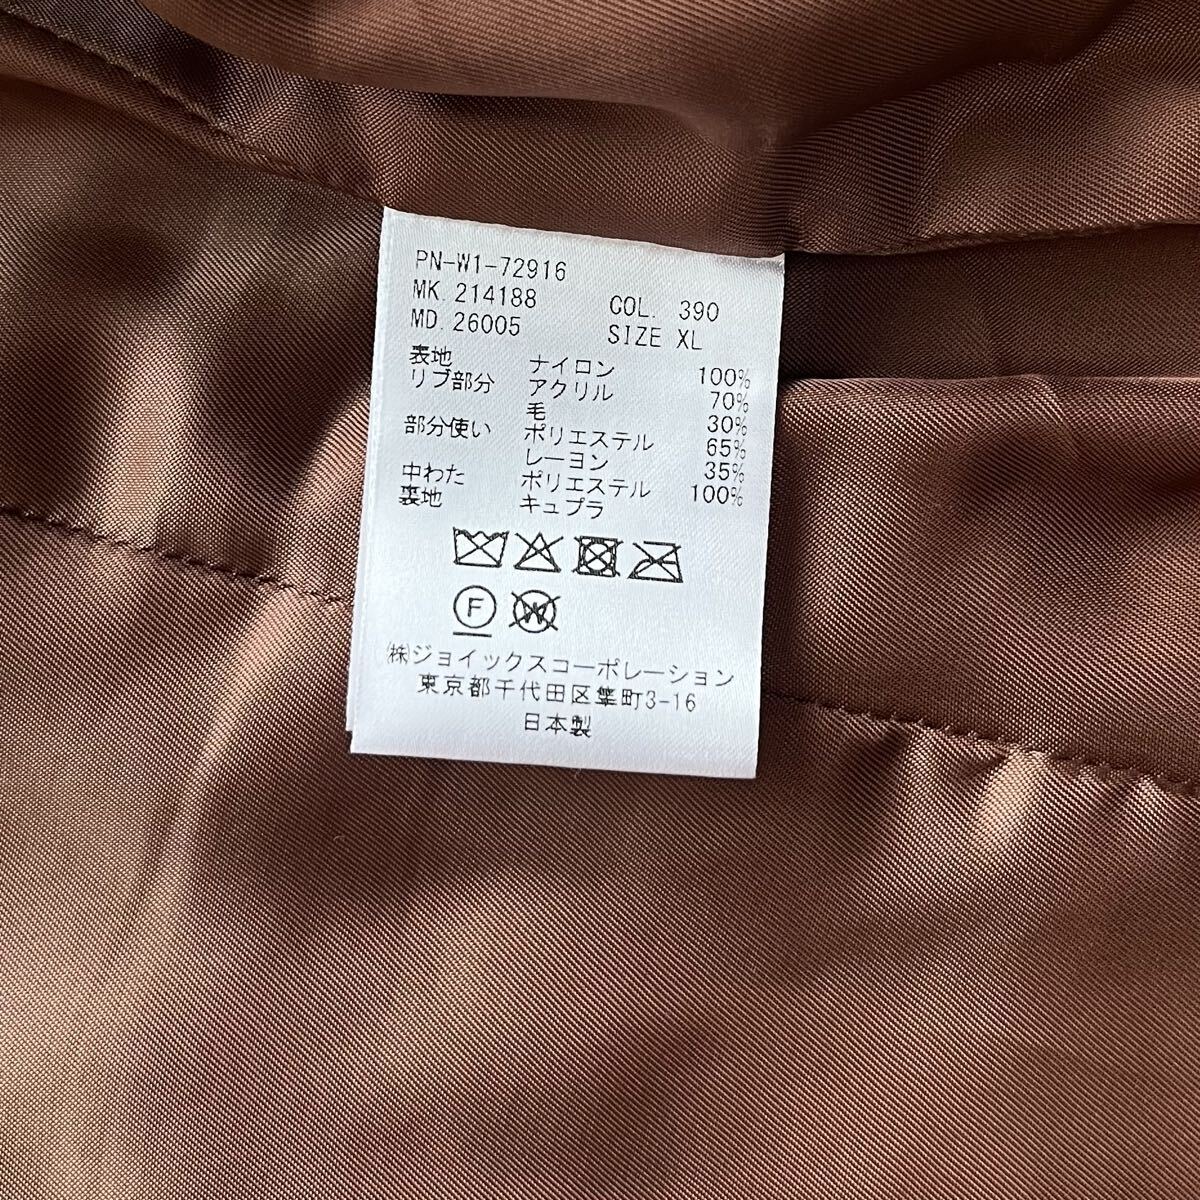 PN-W1-72916
MK. 214188 COL. 390
MD. 26005 SIZE XL
表地 ナイロン 100%
リブ部分 アクリル 70%
毛 30%
部分使い ポリエステル 65%
レーヨン 35%
中わた ポリエステル 100%
裏地 キュプラ
F W
㈱ジョイックスコーポレーション
東京都千代田区隼町3-16
日本製